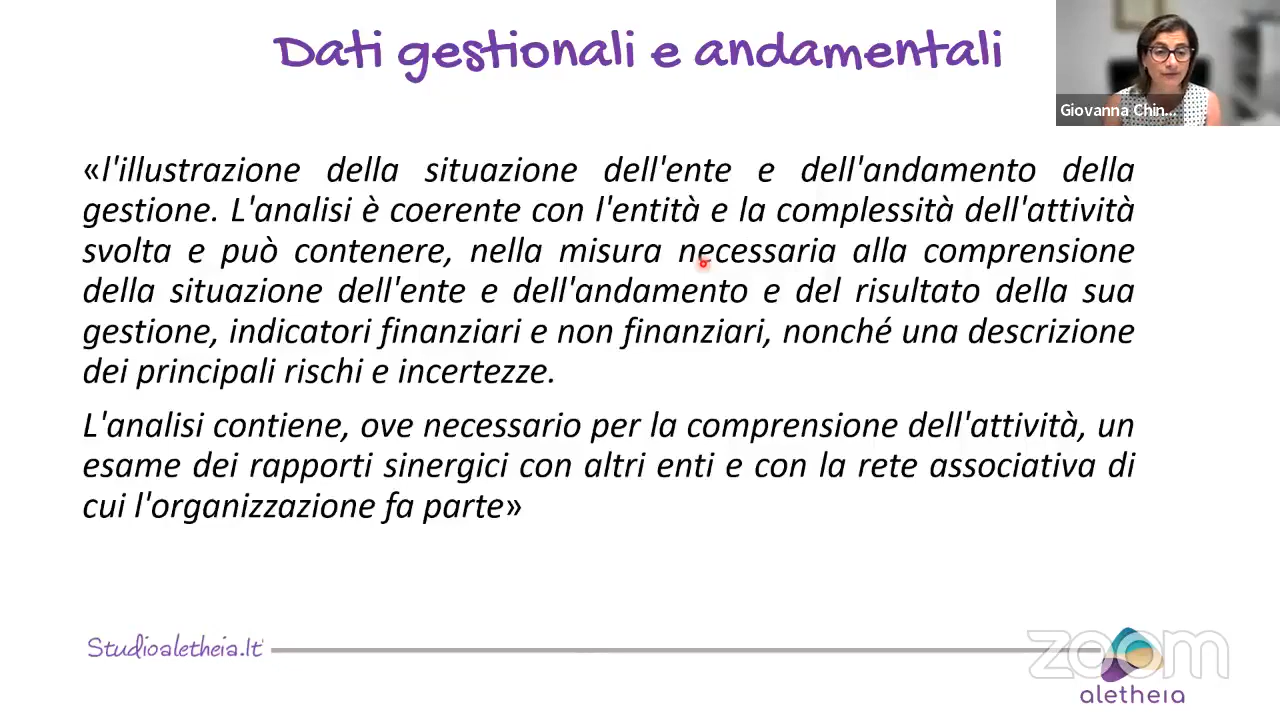 Dati gestionali e andamentali
Giovanna Chin...
«l'illustrazione della situazione dell'ente e dell'andamento della
gestione. L'analisi è coerente con l'entità e la complessità dell'attività
svolta e può contenere, nella misura necessaria alla comprensione
della situazione dell'ente e dell'andamento e del risultato della sua
gestione, indicatori finanziari e non finanziari, nonché una descrizione
dei principali rischi e incertezze.
L'analisi contiene, ove necessario per la comprensione dell'attività, un
esame dei rapporti sinergici con altri enti e con la rete associativa di
cui l'organizzazione fa parte»
Studioaletheia.It
zoom
aletheia